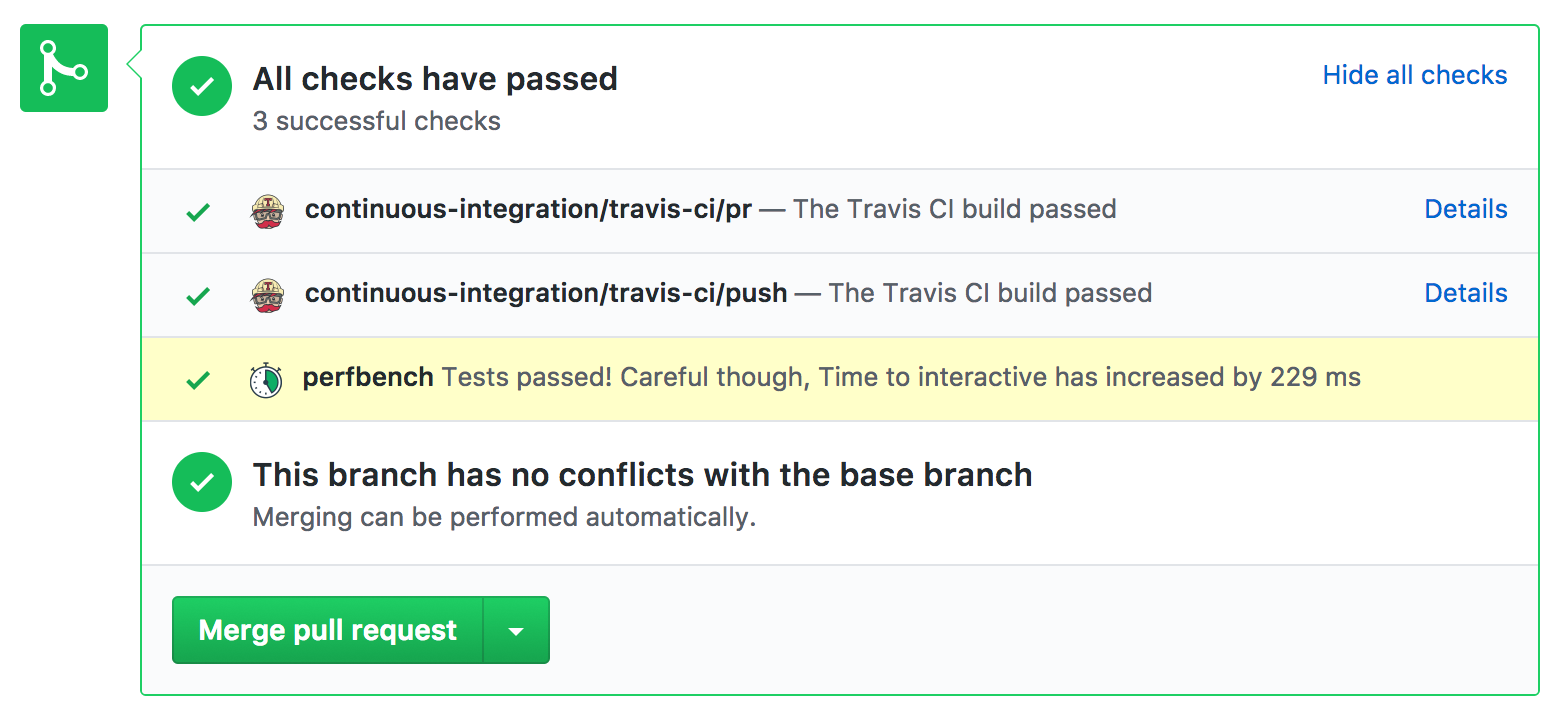 All checks have passed
Hide all checks
3 successful checks
continuous-integration/travis-ci/pr — The Travis CI build passed
Details
continuous-integration/travis-ci/push — The Travis CI build passed
Details
perfbench Tests passed! Careful though, Time to interactive has increased by 229 ms
This branch has no conflicts with the base branch
Merging can be performed automatically.
Merge pull request